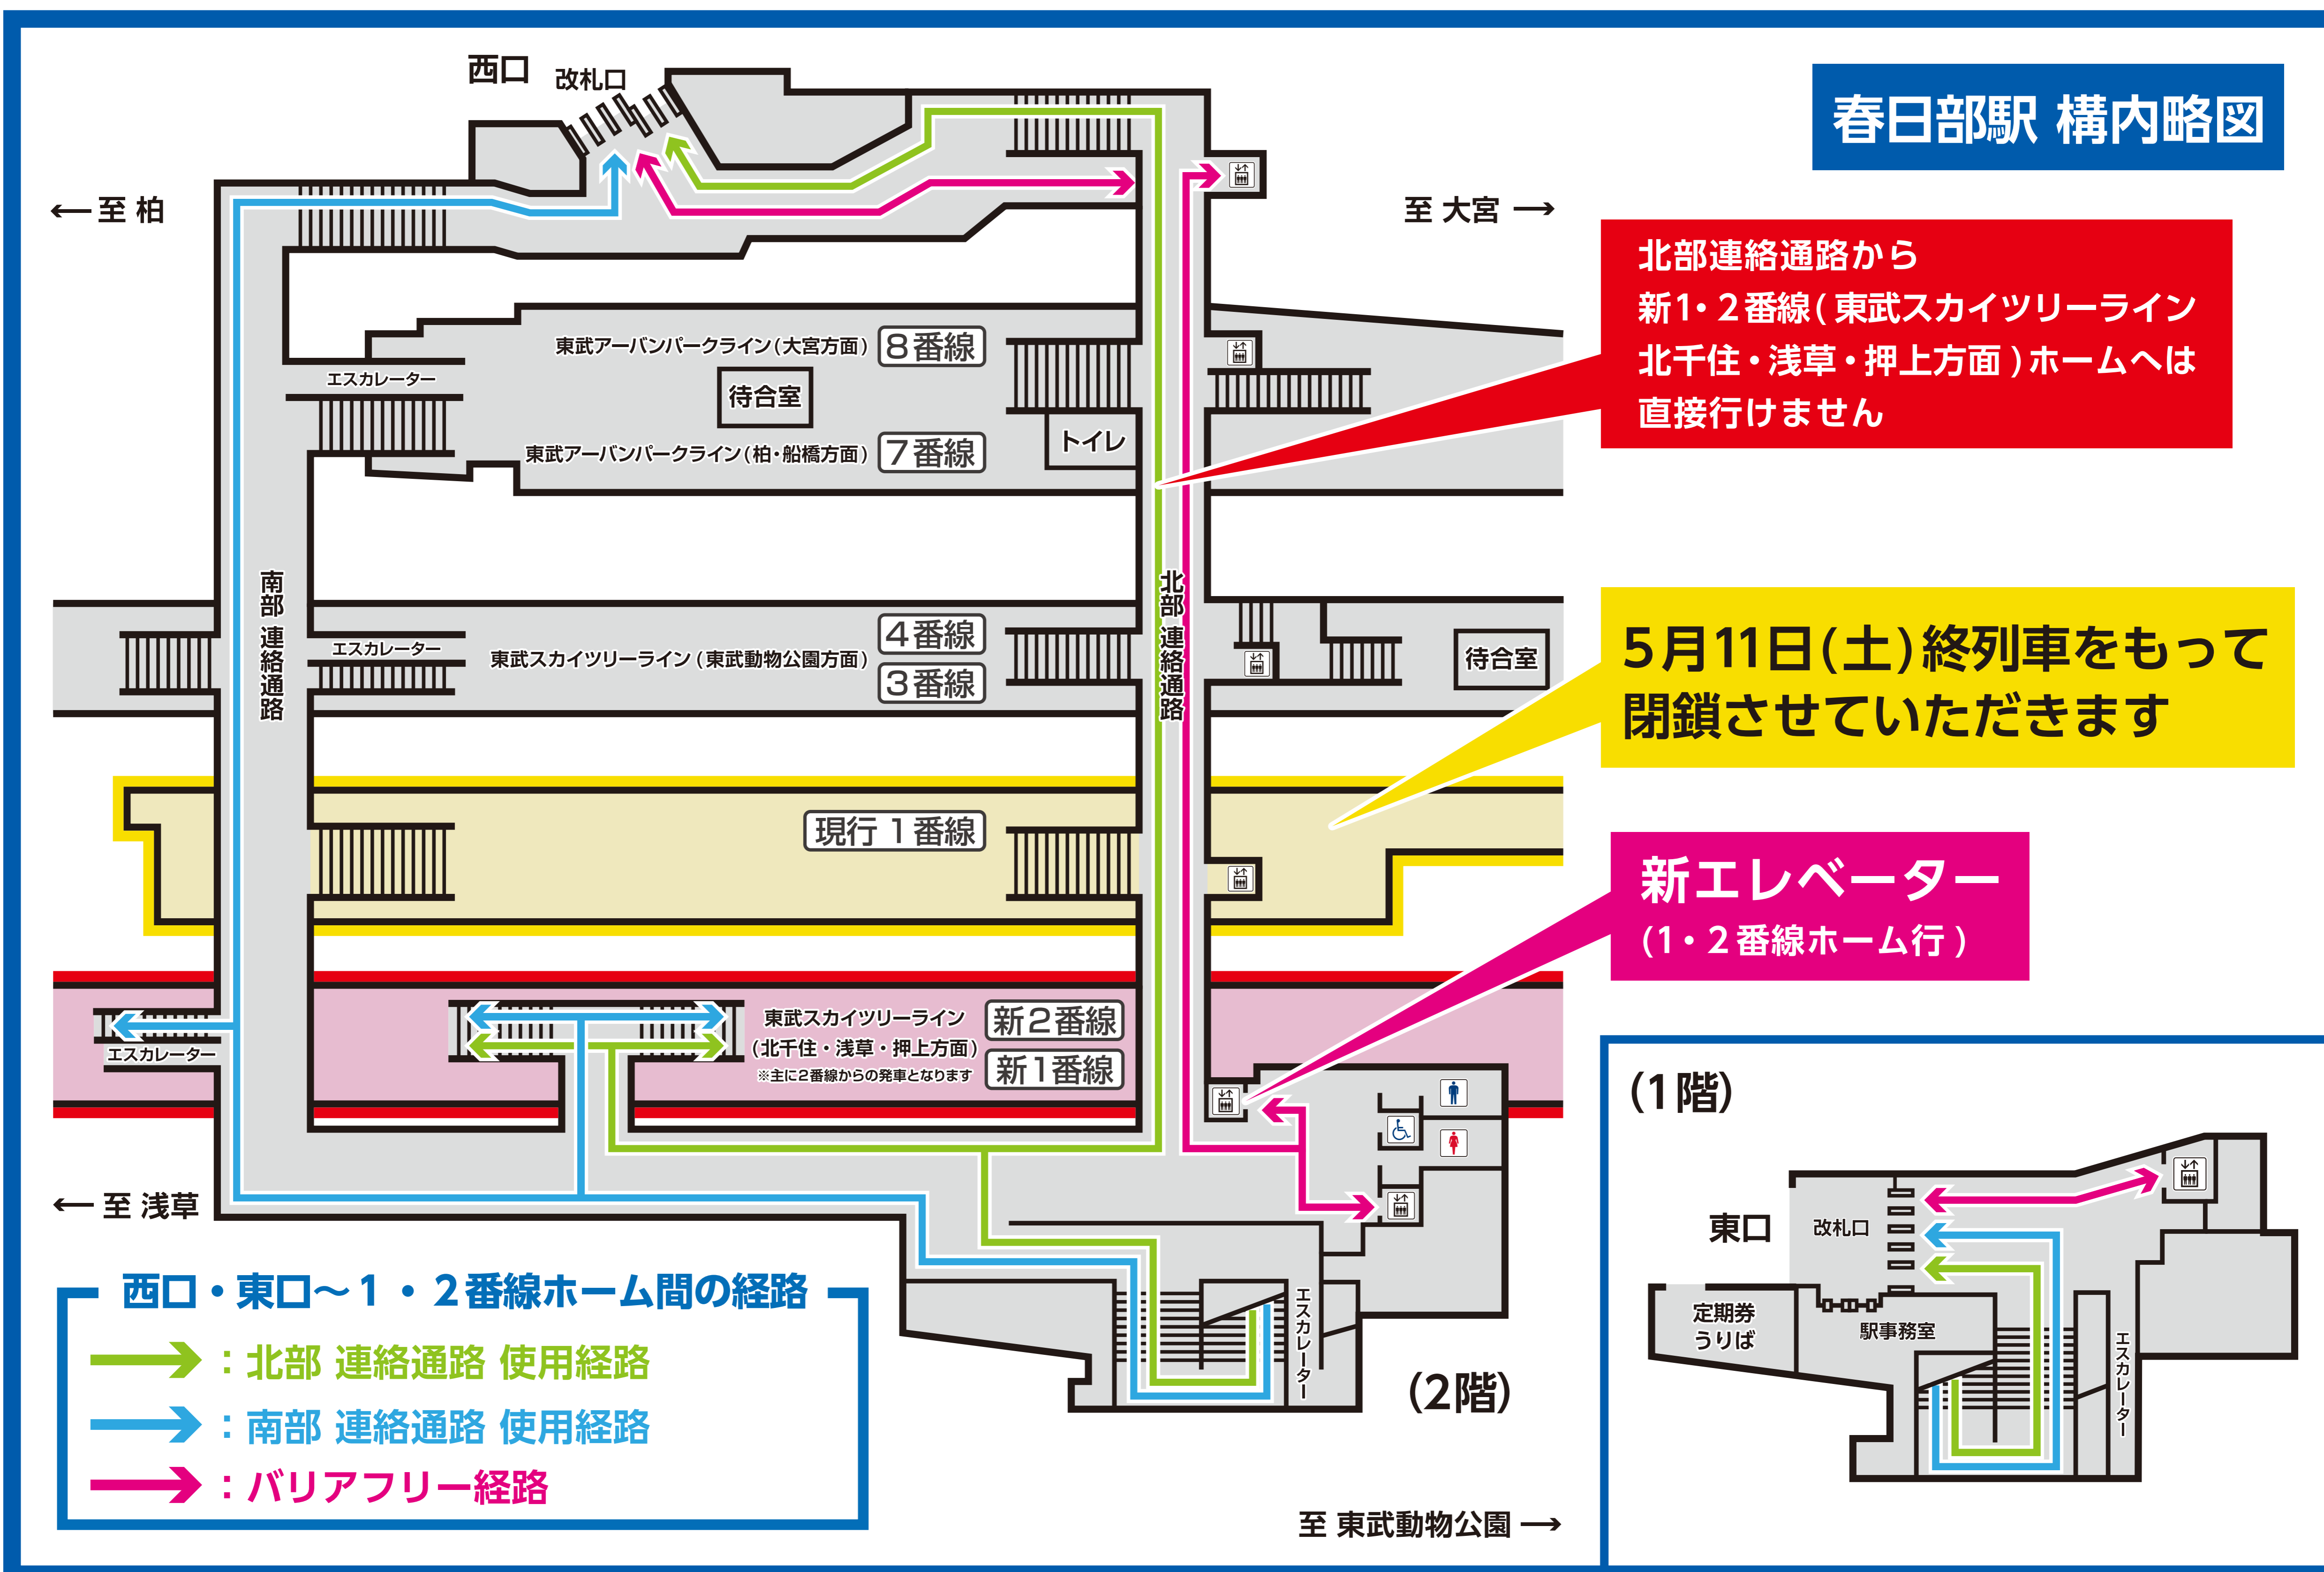 春日部駅 構内略図
西口
改札口
←至 柏
至 大宮→
北部連絡通路から
新1・2番線(東武スカイツリーライン
北千住・浅草・押上方面)ホームへは
直接行けません
東武アーバンパークライン(大宮方面)
8番線
エスカレーター
待合室
東武アーバンパークライン(柏・船橋方面)
7番線
トイレ
南部 連絡通路
北部 連絡通路
4番線
エスカレーター
東武スカイツリーライン(東武動物公園方面)
3番線
待合室
5月11日(土)終列車をもって
閉鎖させていただきます
現行1番線
新エレベーター
(1・2番線ホーム行)
東武スカイツリーライン
新2番線
(北千住・浅草・押上方面)
※主に2番線からの発車となります
新1番線
エスカレーター
←至 浅草
エスカレーター
(2階)
西口・東口～1・2番線ホーム間の経路
→:北部 連絡通路 使用経路
→:南部 連絡通路 使用経路
→:バリアフリー経路
至 東武動物公園→
(1階)
東口
改札口
定期券
うりば
駅事務室
エスカレーター